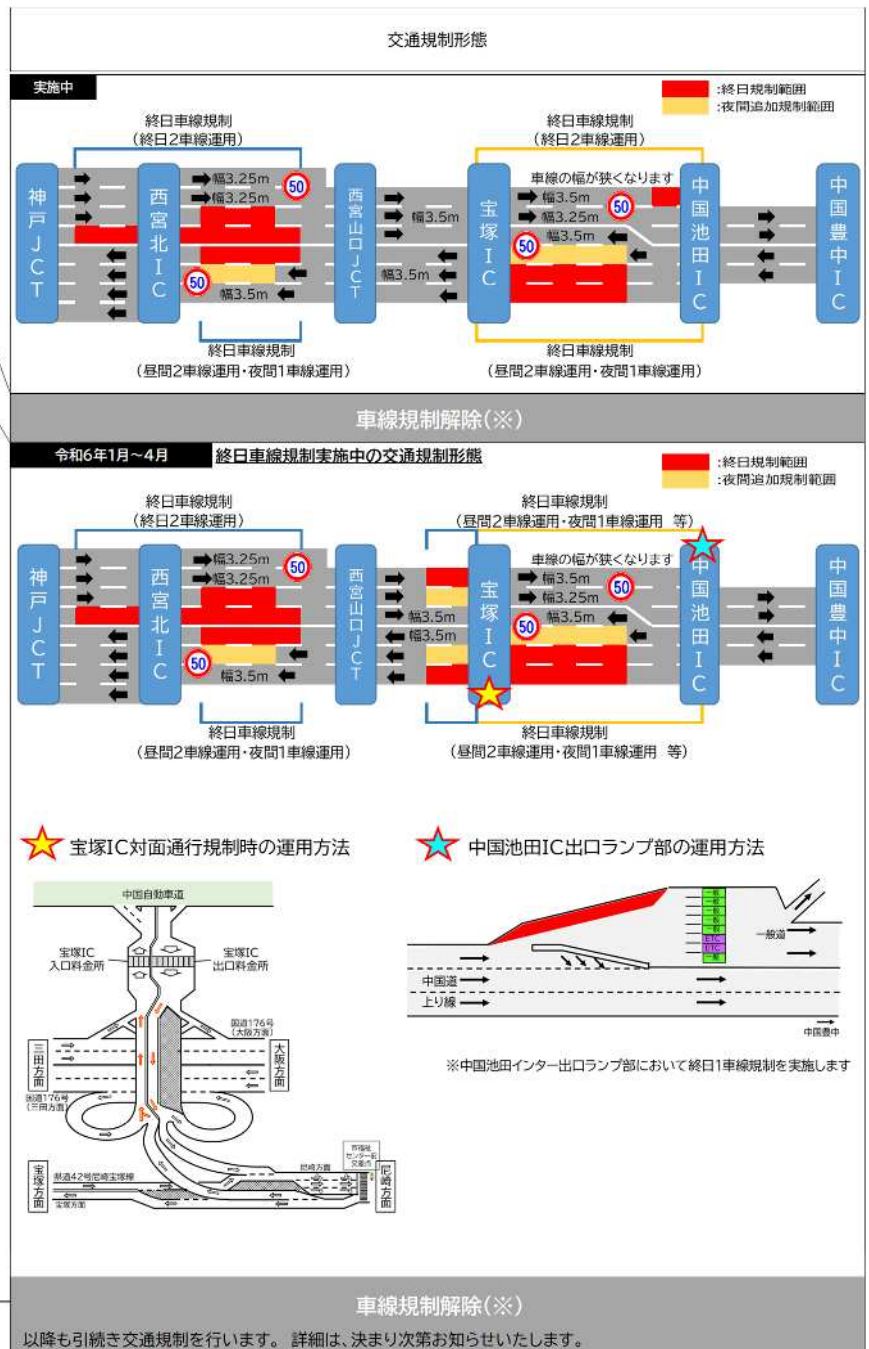 交通規制形態
実施中
:終日規制範囲
:夜間追加規制範囲
終日車線規制
(終日2車線運用)
終日車線規制
(終日2車線運用)
神戸JCT
西宮北IC
西宮山口JCT
宝塚IC
中国池田IC
中国豊中IC
幅3.25m
幅3.25m
50
幅3.5m
車線の幅が狭くなります
幅3.5m
幅3.25m
50
幅3.5m
50
幅3.5m
50
幅3.5m
終日車線規制
(昼間2車線運用・夜間1車線運用)
終日車線規制
(昼間2車線運用・夜間1車線運用)
車線規制解除(※)
令和6年1月~4月
終日車線規制実施中の交通規制形態
:終日規制範囲
:夜間追加規制範囲
終日車線規制
(終日2車線運用)
終日車線規制
(昼間2車線運用・夜間1車線運用 等)
神戸JCT
西宮北IC
西宮山口JCT
宝塚IC
中国池田IC
中国豊中IC
幅3.25m
幅3.25m
50
車線の幅が狭くなります
幅3.5m
幅3.25m
50
幅3.5m
幅3.5m
幅3.5m
50
50
幅3.5m
終日車線規制
(昼間2車線運用・夜間1車線運用)
終日車線規制
(昼間2車線運用・夜間1車線運用 等)
宝塚IC対面通行規制時の運用方法
中国池田IC出口ランプ部の運用方法
中国自動車道
宝塚IC
入口料金所
宝塚IC
出口料金所
国道176号
(大阪方面)
三田方面
大阪方面
国道176号
(三田方面)
市福祉
センター前
交差点
宝塚方面
県道42号尼崎宝塚線
尼崎方面
尼崎方面
宝塚方面
一般
一般
一般
一般
一般
ETC
ETC
一般
一般道
中国道
上り線
中国豊中
※中国池田インター出口ランプ部において終日1車線規制を実施します
車線規制解除(※)
以降も引続き交通規制を行います。 詳細は、決まり次第お知らせいたします。